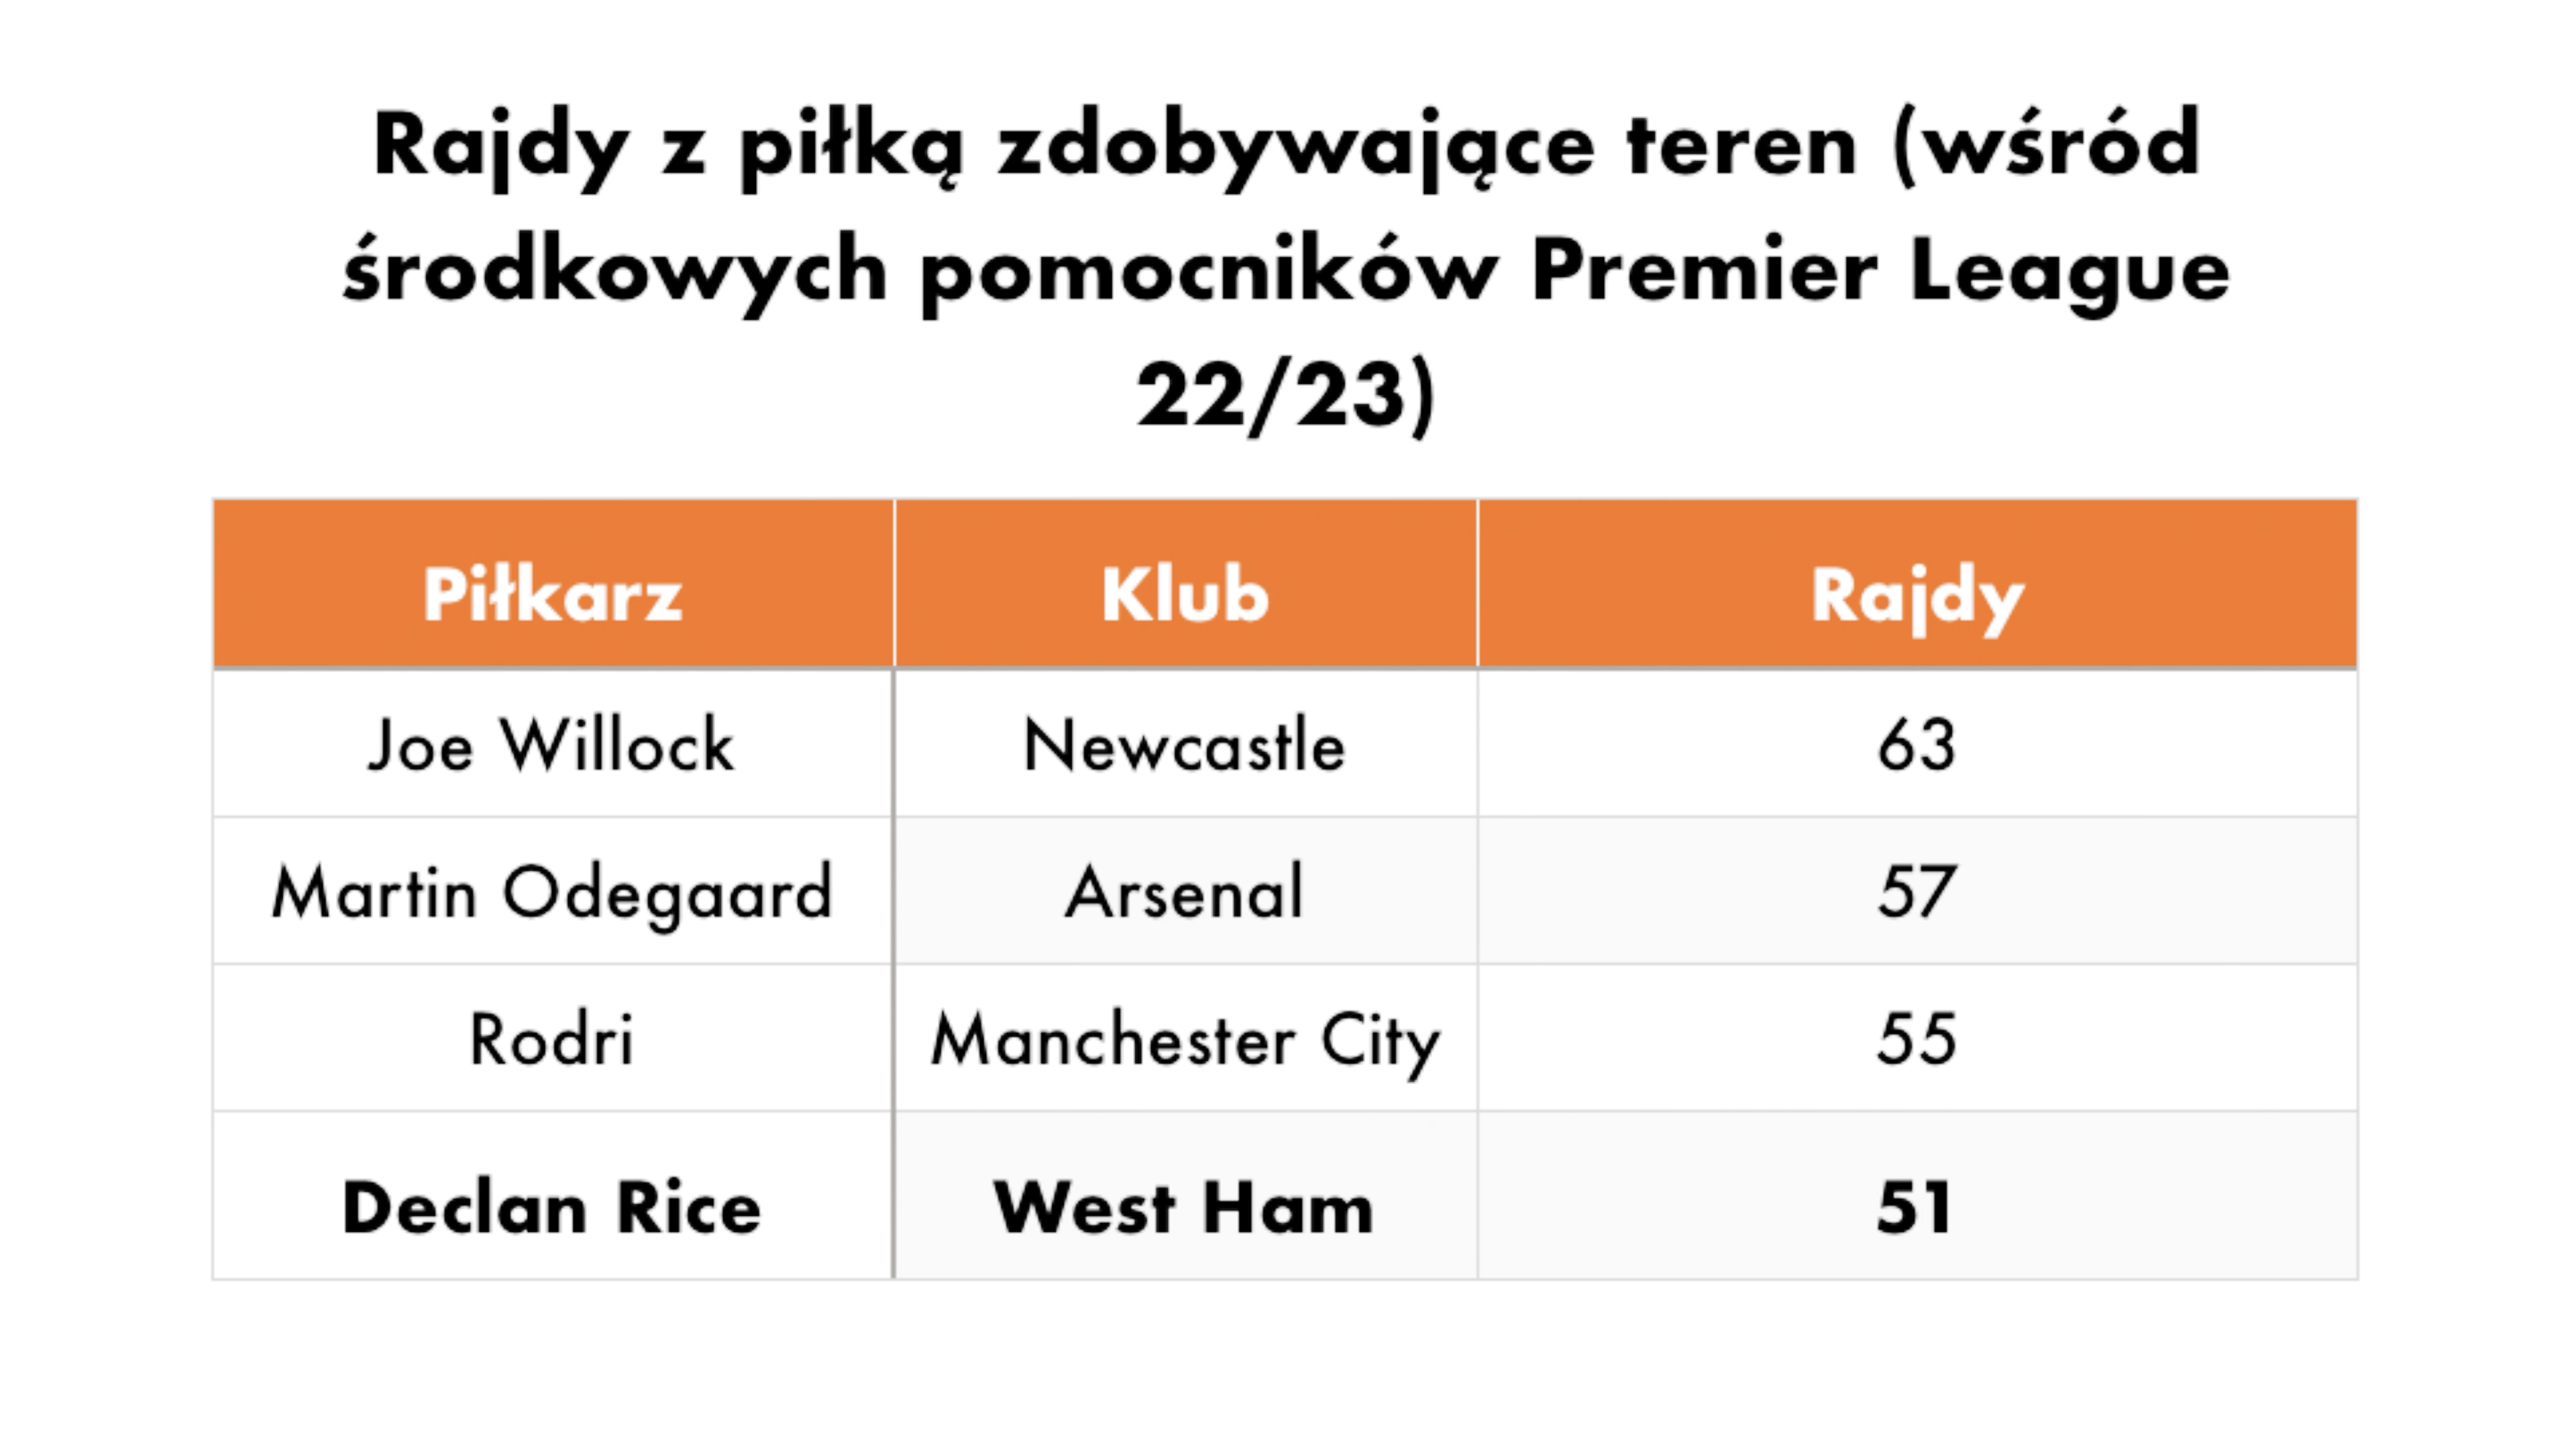 Rajdy z piłką zdobywające teren (wśród
środkowych pomocników Premier League
22/23)
Piłkarz Klub Rajdy
Joe Willock Newcastle 63
Martin Odegaard Arsenal 57
Rodri Manchester City 55
Declan Rice West Ham 51